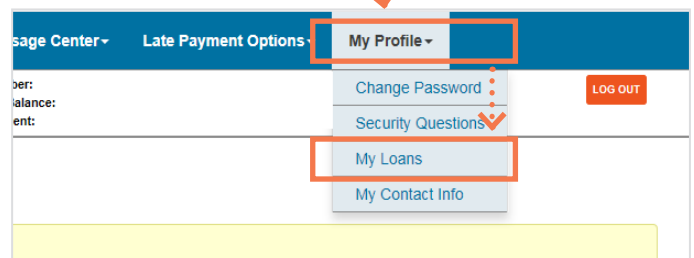 sage Center Late Payment Options My Profile
ber:
alance:
ent:
LOG OUT
Change Password
Security Questions
My Loans
My Contact Info